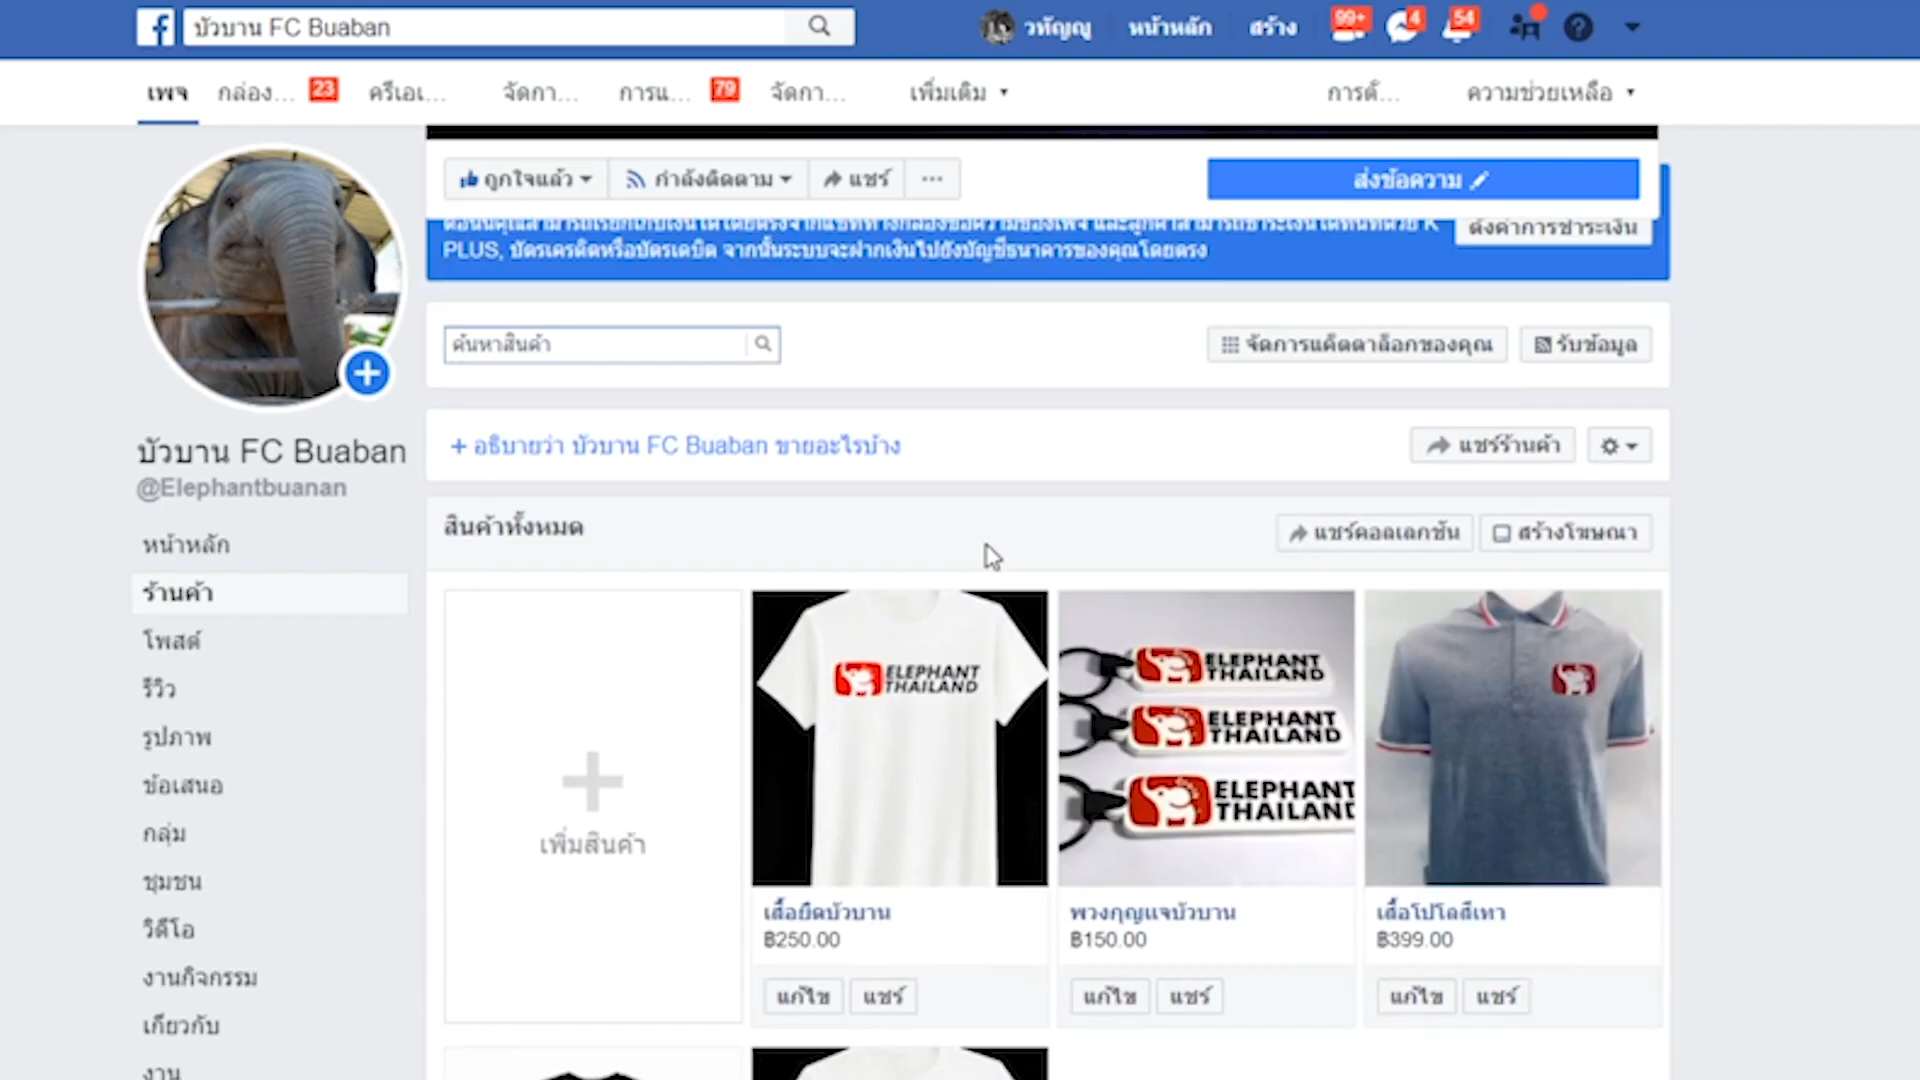 บัวบาน FC Buaban
วทัญญู
หน้าหลัก
สร้าง
99+
4
54
เพจ
กล่อง...
23
ครีเอเ...
จัดกา...
การแ...
79
จัดกา...
เพิ่มเติม
การตั้...
ความช่วยเหลือ
ถูกใจแล้ว
กำลังติดตาม
แชร์
ส่งข้อความ
ตั้งค่าการชำระเงิน
PLUS, บัตรเครดิตหรือบัตรเดบิต จากนั้นระบบจะฝากเงินไปยังบัญชีธนาคารของคุณโดยตรง
ค้นหาสินค้า
จัดการแค็ตตาล็อกของคุณ
รับข้อมูล
บัวบาน FC Buaban
@Elephantbuanan
+ อธิบายว่า บัวบาน FC Buaban ขายอะไรบ้าง
แชร์ร้านค้า
สินค้าทั้งหมด
แชร์คอลเลกชั่น
สร้างโฆษณา
หน้าหลัก
ร้านค้า
โพสต์
รีวิว
รูปภาพ
ข้อเสนอ
กลุ่ม
ชุมชน
วิดีโอ
งานกิจกรรม
เกี่ยวกับ
งาน
เพิ่มสินค้า
ELEPHANT
THAILAND
ELEPHANT
THAILAND
ELEPHANT
THAILAND
ELEPHANT
THAILAND
เสื้อยืดบัวบาน
฿250.00
แก้ไข
แชร์
พวงกุญแจบัวบาน
฿150.00
แก้ไข
แชร์
เสื้อโปโลสีเทา
฿399.00
แก้ไข
แชร์